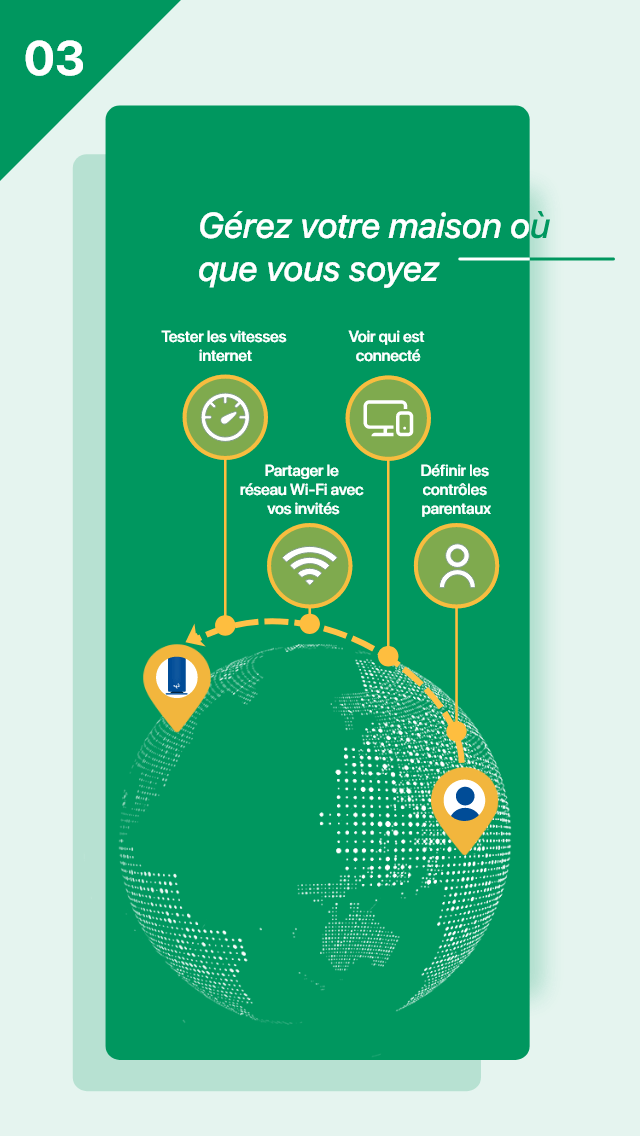 03
Gérez votre maison où
que vous soyez
Tester les vitesses
internet
Voir qui est
connecté
Partager le
réseau Wi-Fi avec
vos invités
Définir les
contrôles
parentaux